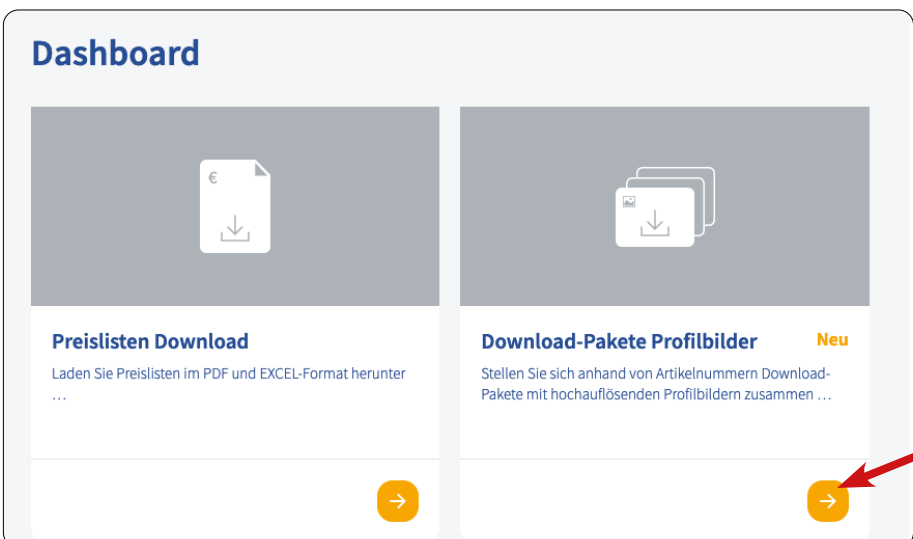 Dashboard
€
Preislisten Download
Laden Sie Preislisten im PDF und EXCEL-Format herunter
…
Download-Pakete Profilbilder
Neu
Stellen Sie sich anhand von Artikelnummern Download-
Pakete mit hochauflösenden Profilbildern zusammen …